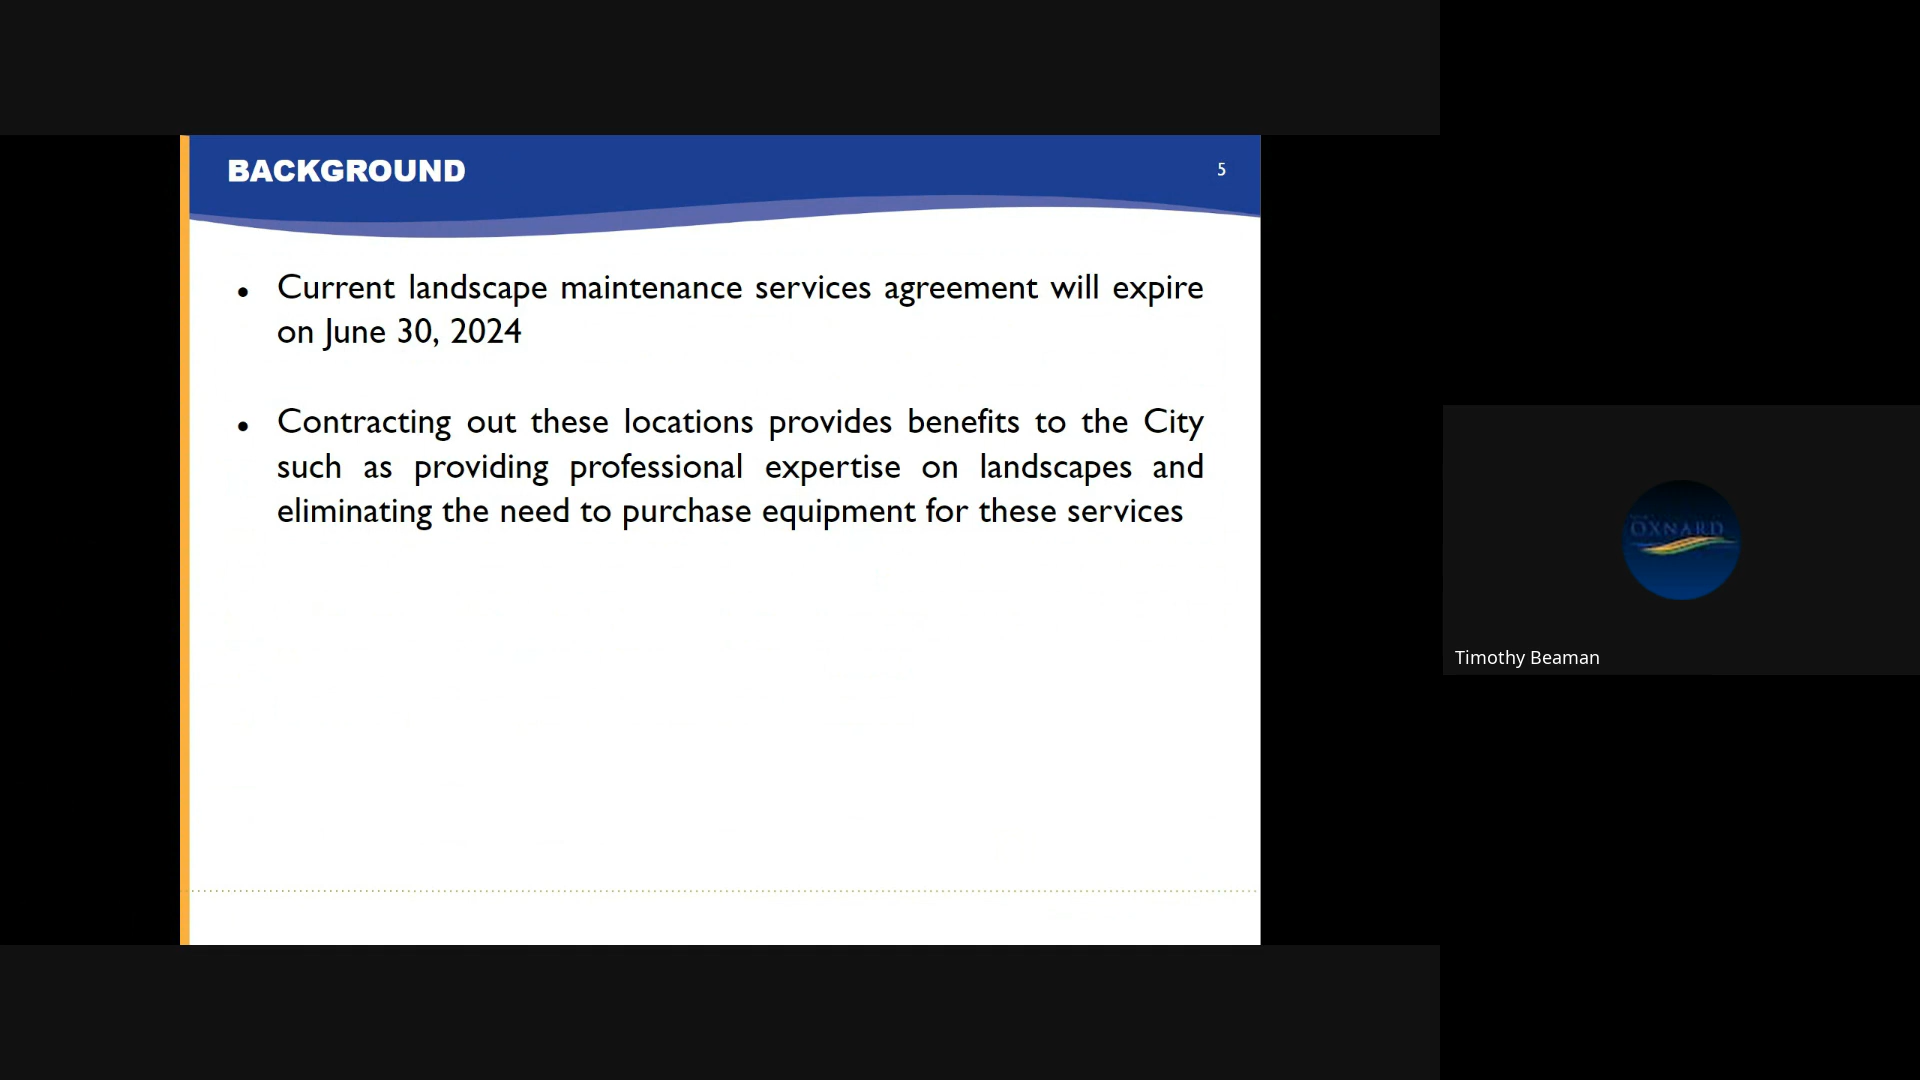 BACKGROUND
5
• Current landscape maintenance services agreement will expire
on June 30, 2024
• Contracting out these locations provides benefits to the City
such as providing professional expertise on landscapes and
eliminating the need to purchase equipment for these services
OXNARD
Timothy Beaman